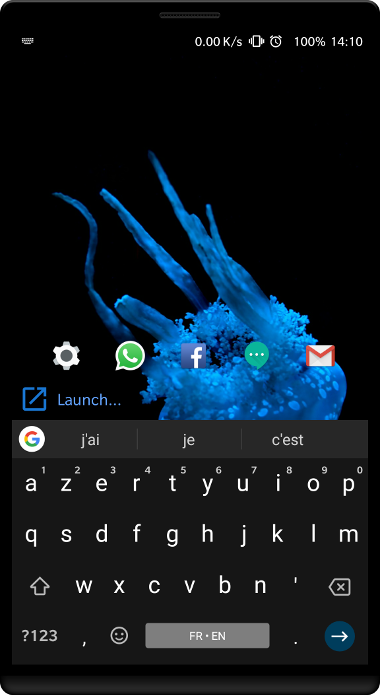 0.00 K/s 100% 14:10
Launch...
j'ai je c'est
a1 z2 e3 r4 t5 y6 u7 i8 o9 p0
q s d f g h j k l m
w x c v b n '
?123 , FR • EN .